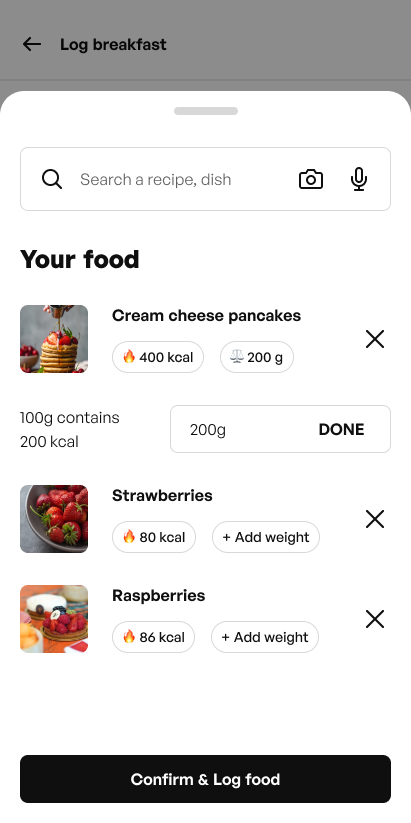 Log breakfast
Search a recipe, dish
Your food
Cream cheese pancakes
400 kcal
200 g
100g contains
200 kcal
200g
DONE
Strawberries
80 kcal
+ Add weight
Raspberries
86 kcal
+ Add weight
Confirm & Log food